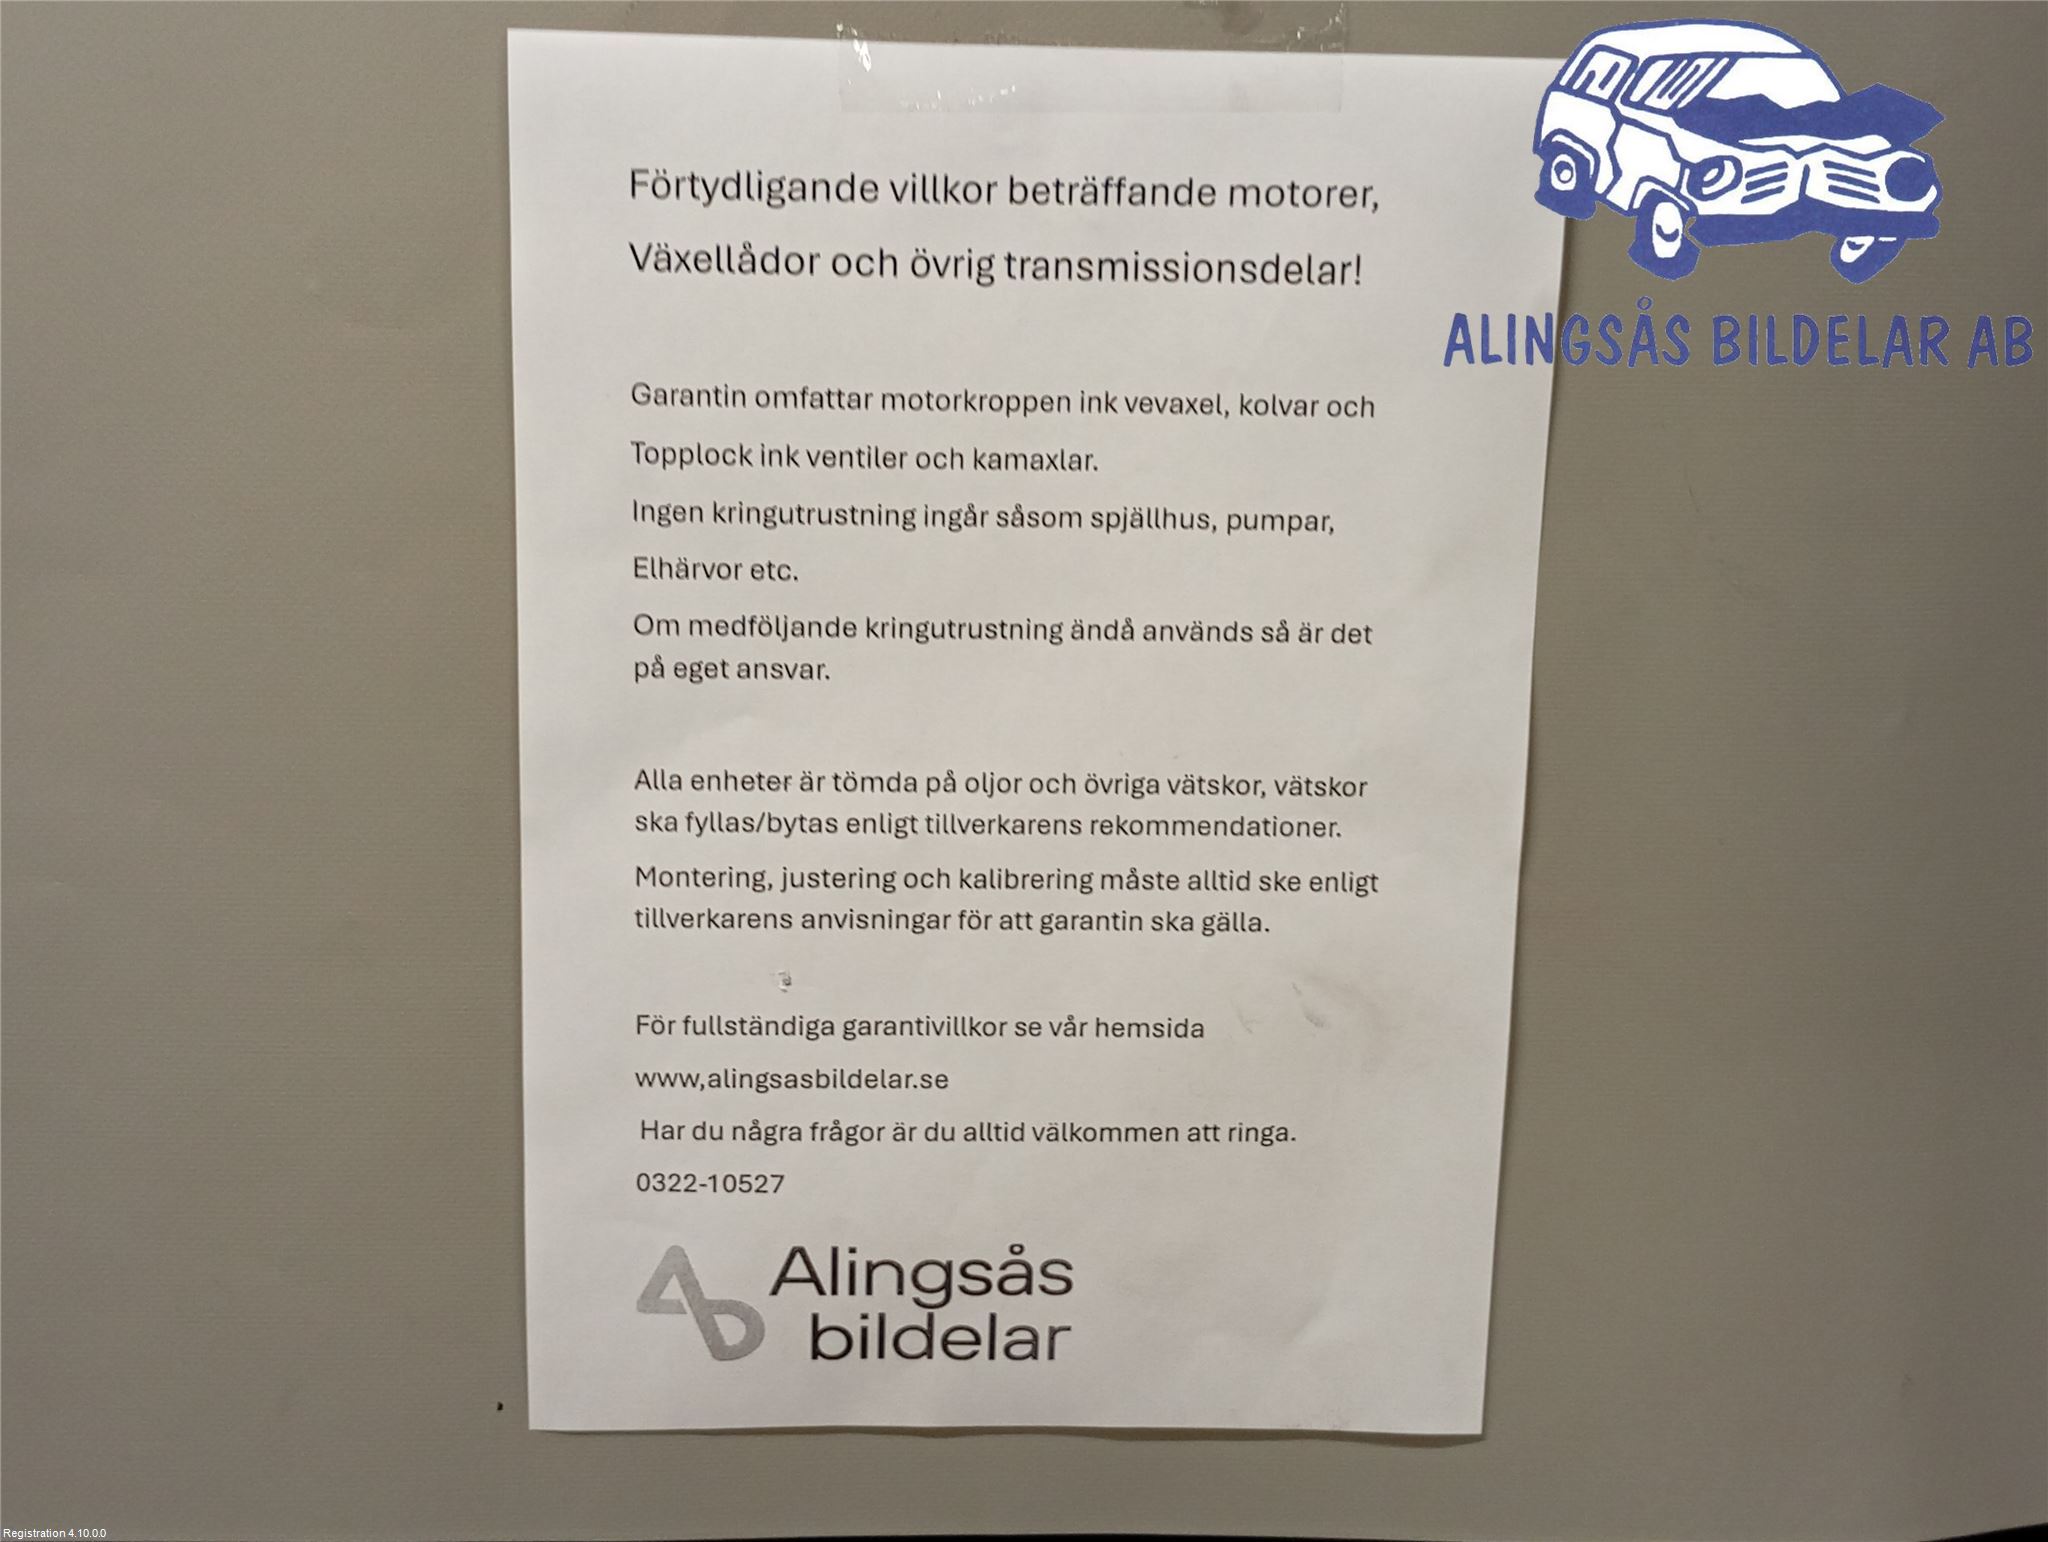 Förtydligande villkor beträffande motorer,
Växellådor och övrig transmissionsdelar!
Garantin omfattar motorkroppen ink vevaxel, kolvar och
Topplock ink ventiler och kamaxlar.
Ingen kringutrustning ingår såsom spjällhus, pumpar,
Elhärvor etc.
Om medföljande kringutrustning ändå används så är det
på eget ansvar.
Alla enheter är tömda på oljor och övriga vätskor, vätskor
ska fyllas/bytas enligt tillverkarens rekommendationer.
Montering, justering och kalibrering måste alltid ske enligt
tillverkarens anvisningar för att garantin ska gälla.
För fullständiga garantivillkor se vår hemsida
www,alingsasbildelar.se
Har du några frågor är du alltid välkommen att ringa.
0322-10527
Alingsås
bildelar
ALINGSÅS BILDELAR AB
Registration 4.10.0.0